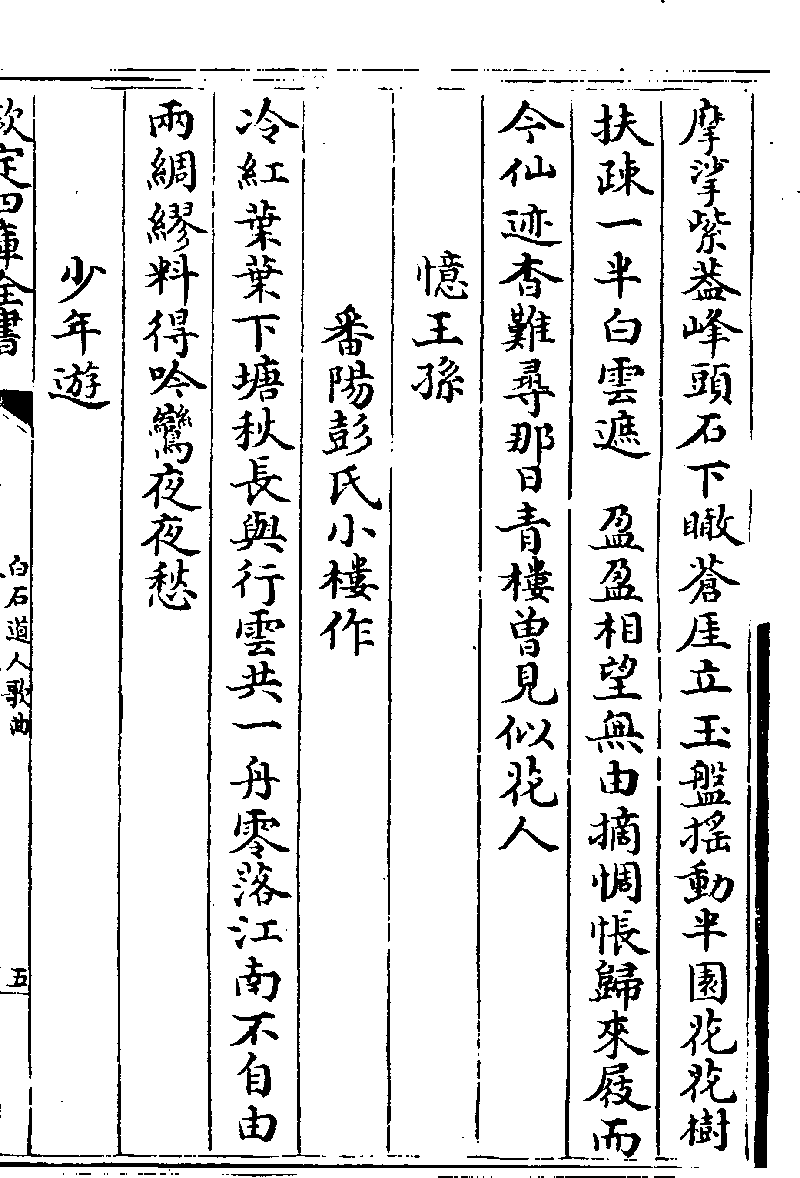 摩挲紫葢峰頭石下瞰蒼厓立玉盤揺動半園花花樹
扶疎一半白雲遮　盈盈相望無由摘惆悵歸來屐而
今仙迹杳難尋那日青樓曾見似花人
憶王孫
番陽彭氏小樓作
冷紅葉葉下塘秋長與行雲共一舟零落江南不自由
兩綢繆料得吟鸞夜夜愁
少年遊
欽定四庫全書
白石道人歌曲
五